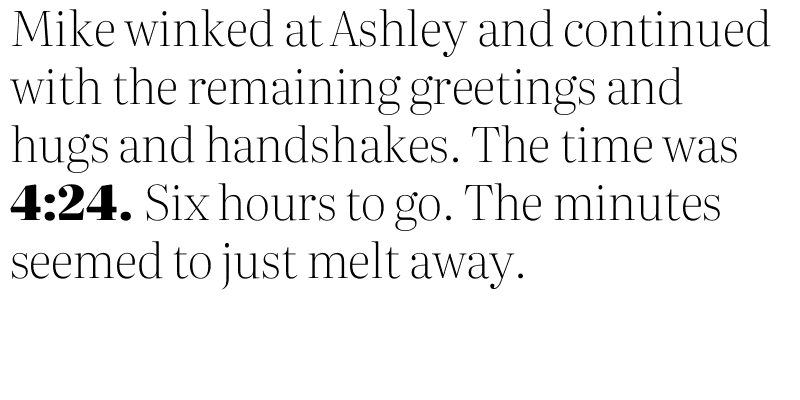 Mike winked at Ashley and continued
with the remaining greetings and
hugs and handshakes. The time was
4:24. Six hours to go. The minutes
seemed to just melt away.